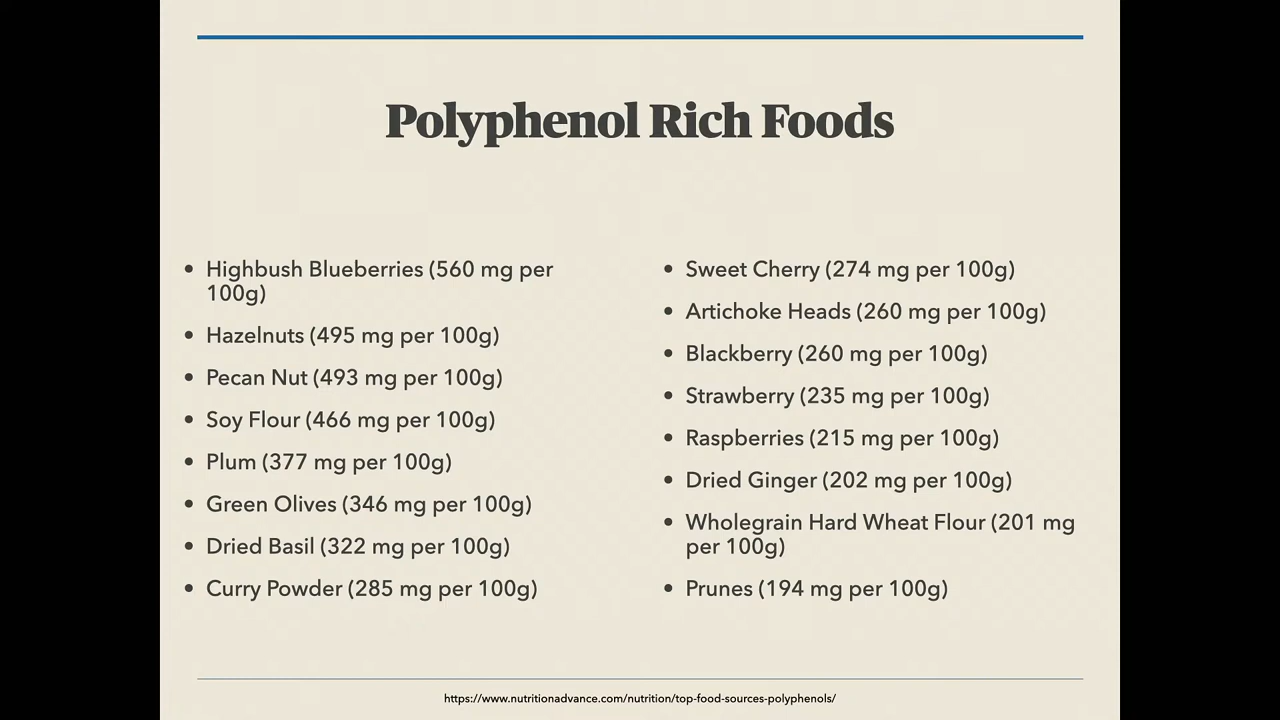 Polyphenol Rich Foods
• Highbush Blueberries (560 mg per
100g)
• Hazelnuts (495 mg per 100g)
• Pecan Nut (493 mg per 100g)
• Soy Flour (466 mg per 100g)
• Plum (377 mg per 100g)
• Green Olives (346 mg per 100g)
• Dried Basil (322 mg per 100g)
• Curry Powder (285 mg per 100g)
• Sweet Cherry (274 mg per 100g)
• Artichoke Heads (260 mg per 100g)
• Blackberry (260 mg per 100g)
• Strawberry (235 mg per 100g)
• Raspberries (215 mg per 100g)
• Dried Ginger (202 mg per 100g)
• Wholegrain Hard Wheat Flour (201 mg
per 100g)
• Prunes (194 mg per 100g)
https://www.nutritionadvance.com/nutrition/top-food-sources-polyphenols/